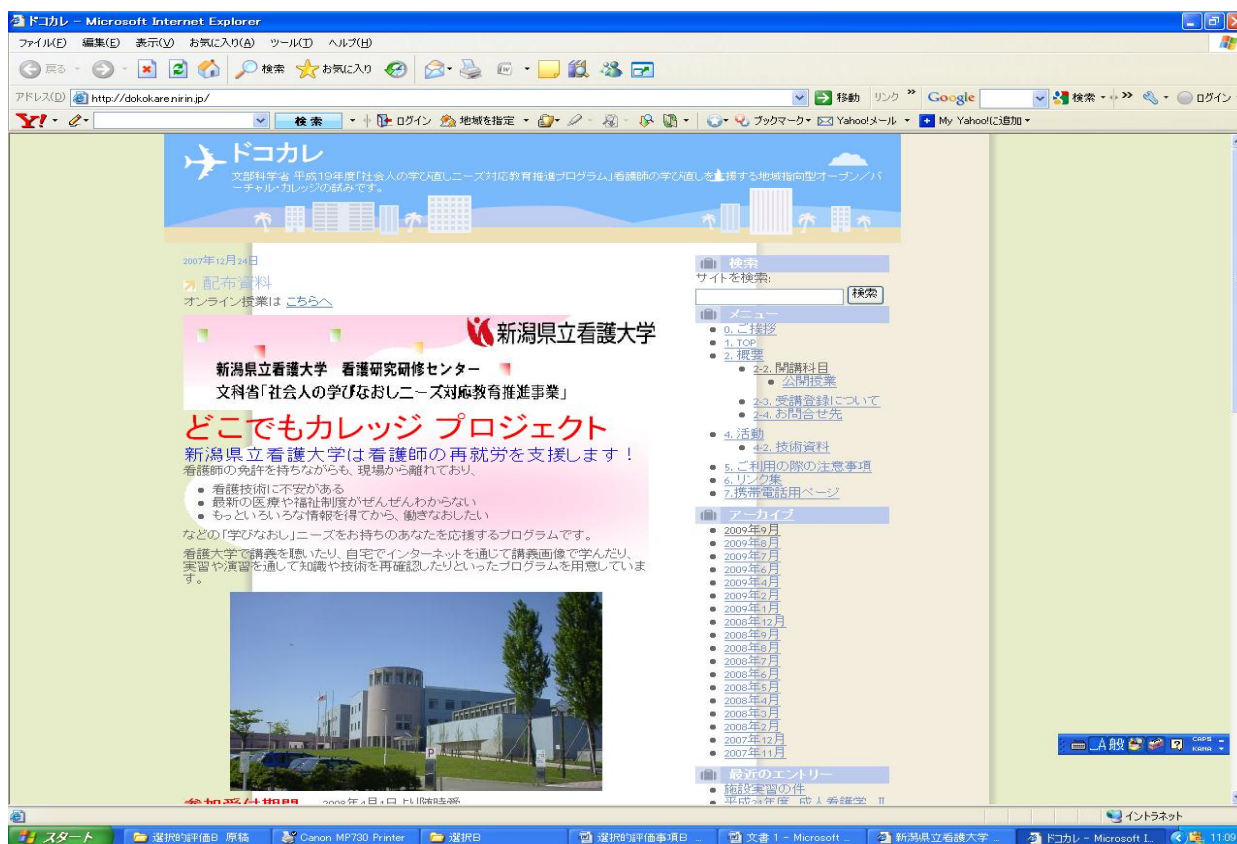 ドコカレ - Microsoft Internet Explorer
ファイル(F) 編集(E) 表示(V) お気に入り(A) ツール(T) ヘルプ(H)
戻る 検索 お気に入り
アドレス(D) http://dokokare.nirin.jp/ 移動 リンク » Google 検索 » ログイン
Y! 検索 ログイン 地域を指定 ブックマーク Yahoo!メール My Yahoo!に追加
ドコカレ
文部科学省 平成19年度「社会人の学び直しニーズ対応教育推進プログラム」看護師の学び直しを支援する地域指向型オープン/バ
ーチャル・カレッジの試みです。
2007年12月24日
配布資料
オンライン授業は こちらへ
新潟県立看護大学
新潟県立看護大学 看護研究研修センター
文科省「社会人の学びなおしニーズ対応教育推進事業」
どこでもカレッジ プロジェクト
新潟県立看護大学は看護師の再就労を支援します!
看護師の免許を持ちながらも、現場から離れており、
看護技術に不安がある
最新の医療や福祉制度がぜんぜんわからない
もっといろいろな情報を得てから、働きなおしたい
などの「学びなおし」ニーズをお持ちのあなたを応援するプログラムです。
看護大学で講義を聴いたり、自宅でインターネットを通じて講義画像で学んだり、
実習や演習を通して知識や技術を再確認したりといったプログラムを用意していま
す。
参加受付期間 2008年4月1日より随時受
検索
サイトを検索:
検索
メニュー
0. ご挨拶
1. TOP
2. 概要
2-2. 開講科目
公開授業
2-3. 受講登録について
2-4. お問合せ先
4. 活動
4-2. 技術資料
5. ご利用の際の注意事項
6. リンク集
7.携帯電話用ページ
アーカイブ
2009年9月
2009年8月
2009年7月
2009年6月
2009年4月
2009年2月
2009年1月
2008年12月
2008年9月
2008年8月
2008年7月
2008年6月
2008年5月
2008年4月
2008年3月
2008年2月
2007年12月
2007年11月
最近のエントリー
施設実習の件
平成21年度 成人看護学 II
A 般 CAPS KANA
イントラネット
スタート 選択的評価B 原稿 Canon MP730 Printer 選択B 選択的評価事項B ... 文書 1 - Microsoft ... 新潟県立看護大学 ... ドコカレ - Microsoft I... 11:09